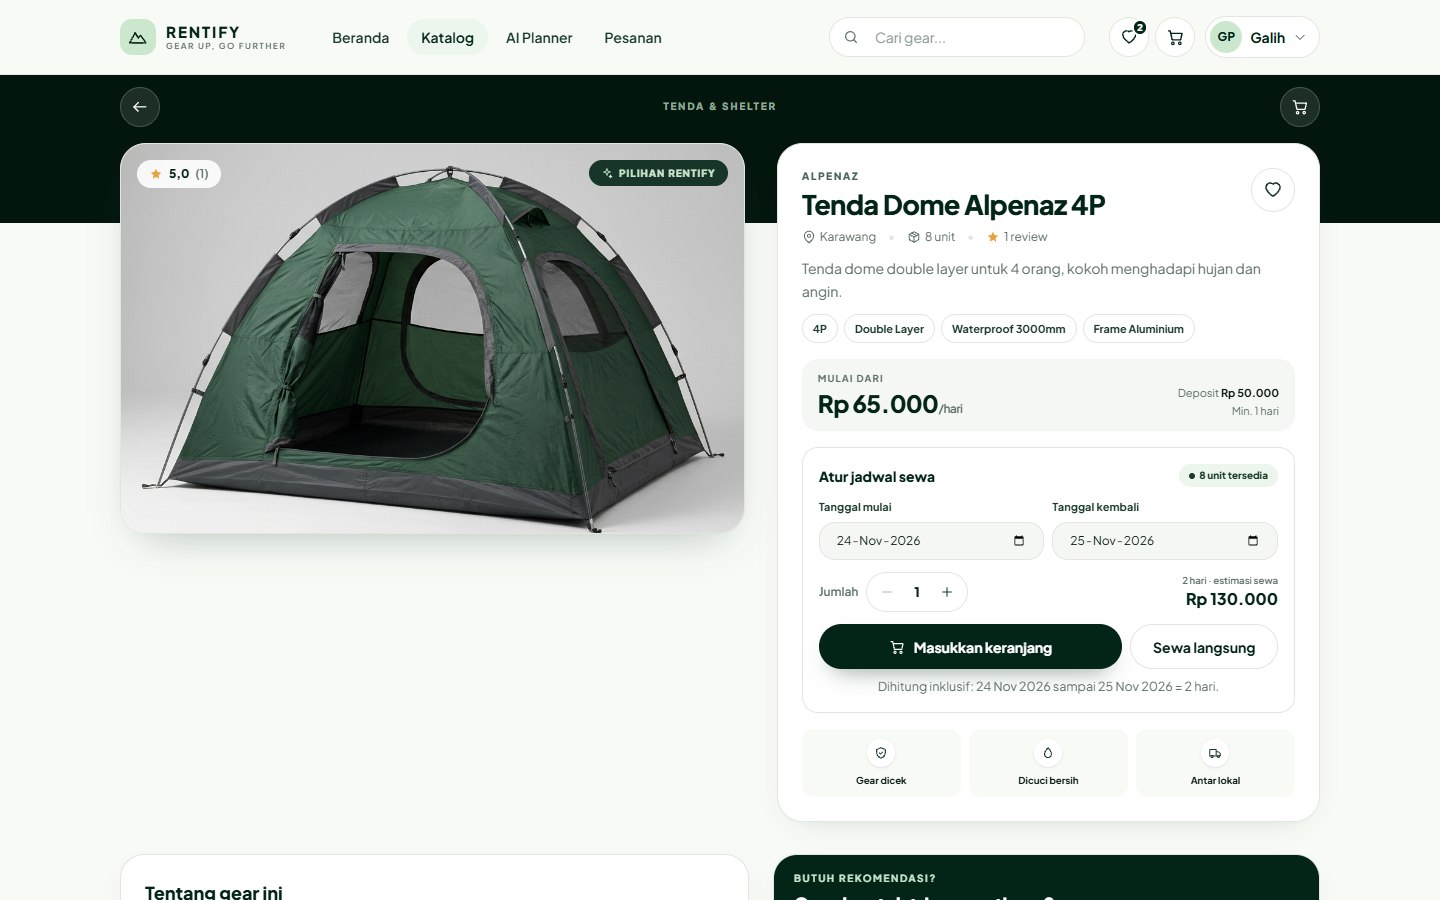 RENTIFY
GEAR UP, GO FURTHER
Beranda
Katalog
AI Planner
Pesanan
Cari gear...
2
GP
Galih
TENDA & SHELTER
5,0 (1)
PILIHAN RENTIFY
ALPENAZ
Tenda Dome Alpenaz 4P
Karawang
8 unit
1 review
Tenda dome double layer untuk 4 orang, kokoh menghadapi hujan dan
angin.
4P
Double Layer
Waterproof 3000mm
Frame Aluminium
MULAI DARI
Rp 65.000/hari
Deposit Rp 50.000
Min. 1 hari
Atur jadwal sewa
8 unit tersedia
Tanggal mulai
Tanggal kembali
24-Nov-2026
25-Nov-2026
Jumlah
1
2 hari · estimasi sewa
Rp 130.000
Masukkan keranjang
Sewa langsung
Dihitung inklusif: 24 Nov 2026 sampai 25 Nov 2026 = 2 hari.
Gear dicek
Dicuci bersih
Antar lokal
Tentang gear ini
BUTUH REKOMENDASI?